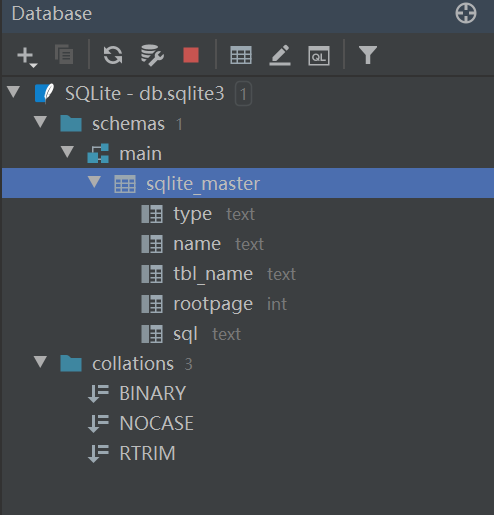 Database
QL
SQLite - db.sqlite3 1
schemas 1
main
sqlite_master
type text
name text
tbl_name text
rootpage int
sql text
collations 3
BINARY
NOCASE
RTRIM